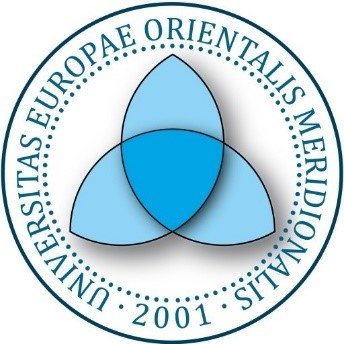 UNIVERSITAS EUROPAE ORIENTALIS MERIDIONALIS
· 2001 ·